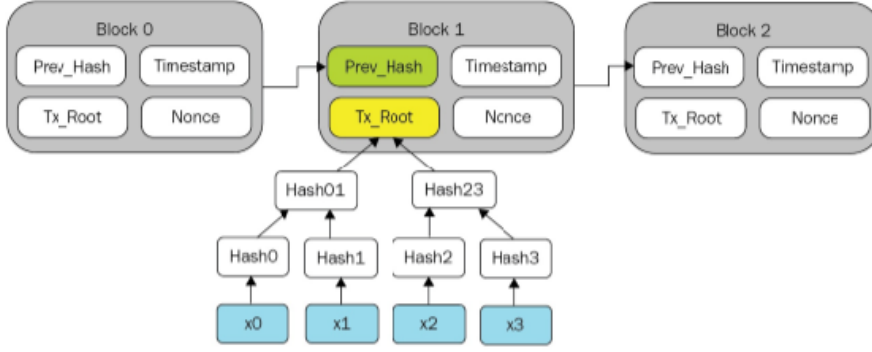 Block 0
Block 1
Block 2
Prev_Hash Timestamp
Prev_Hash Timestamp
Prev_Hash Timestamp
Tx_Root Nonce
Tx_Root Nonce
Tx_Root Nonce
Hash01 Hash23
Hash0 Hash1 Hash2 Hash3
x0 x1 x2 x3